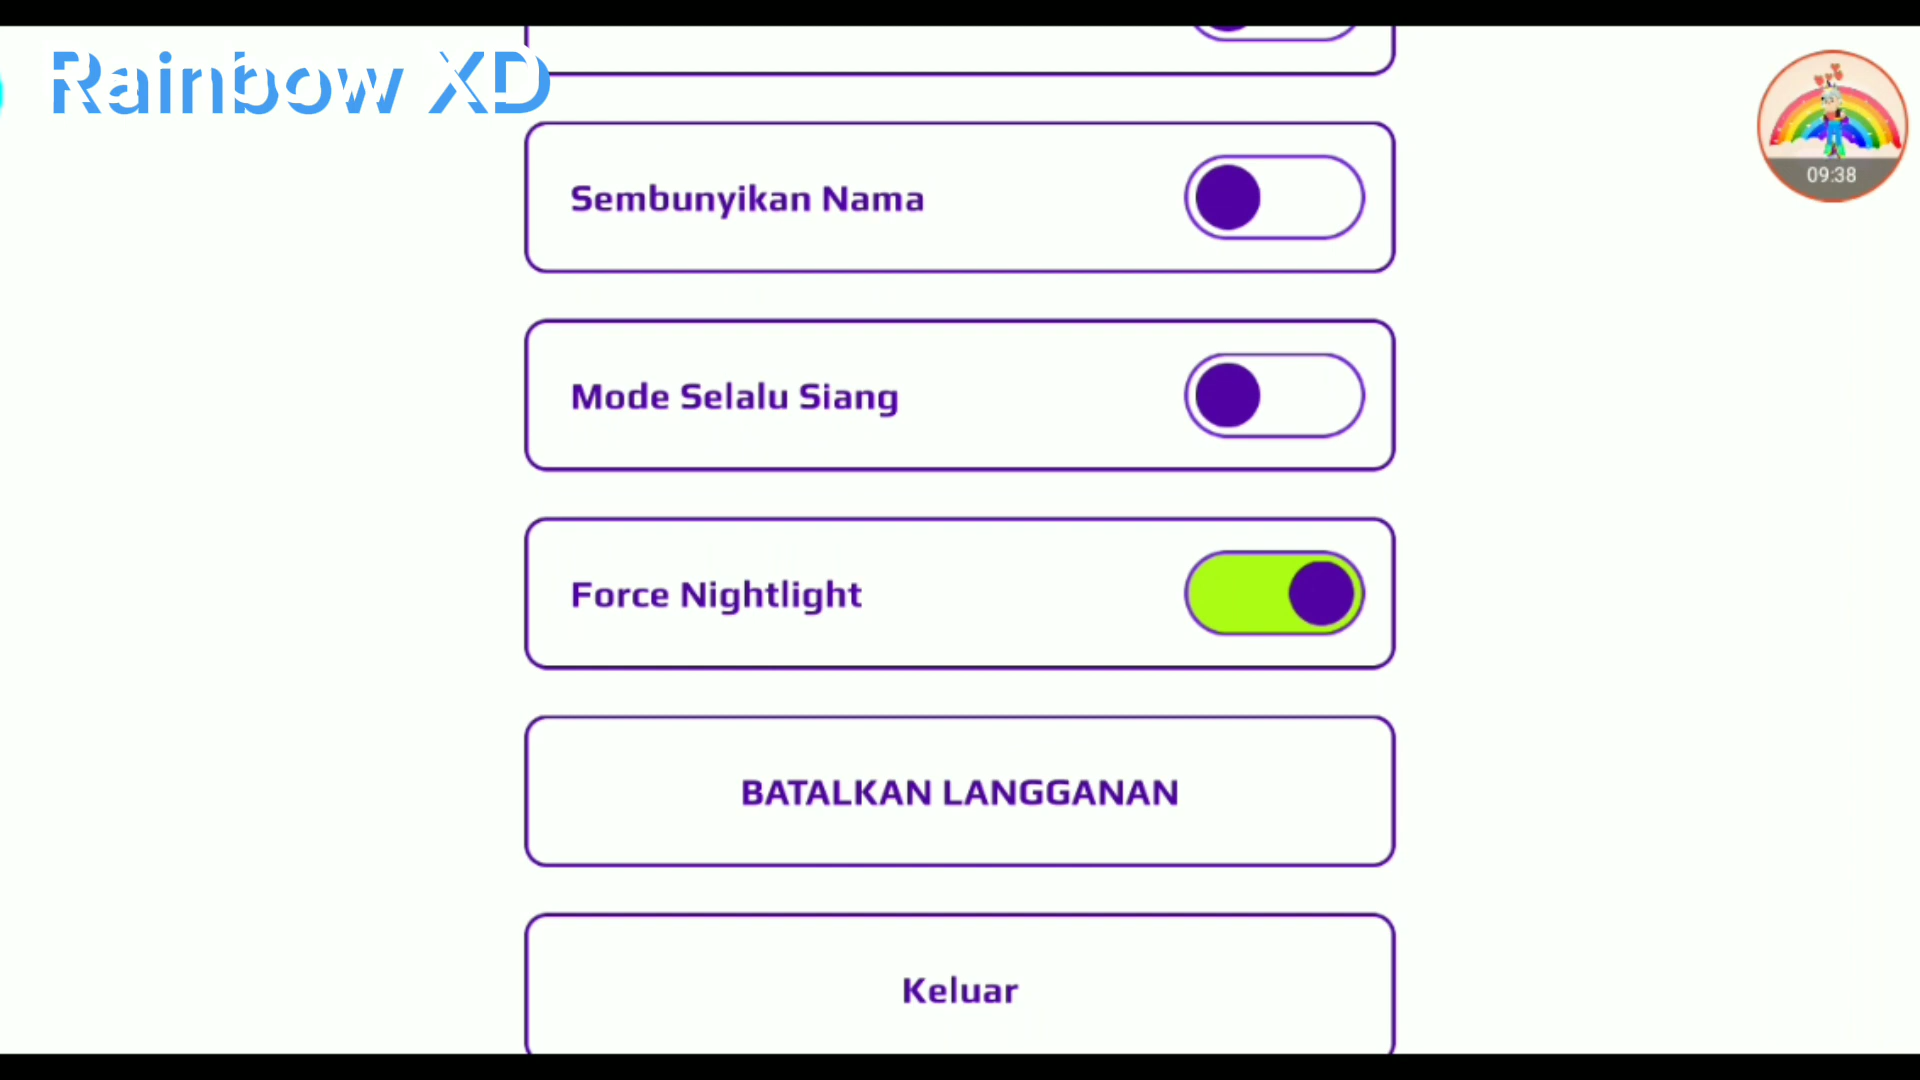 Rainbow XD
09:38
Sembunyikan Nama
Mode Selalu Siang
Force Nightlight
BATALKAN LANGGANAN
Keluar